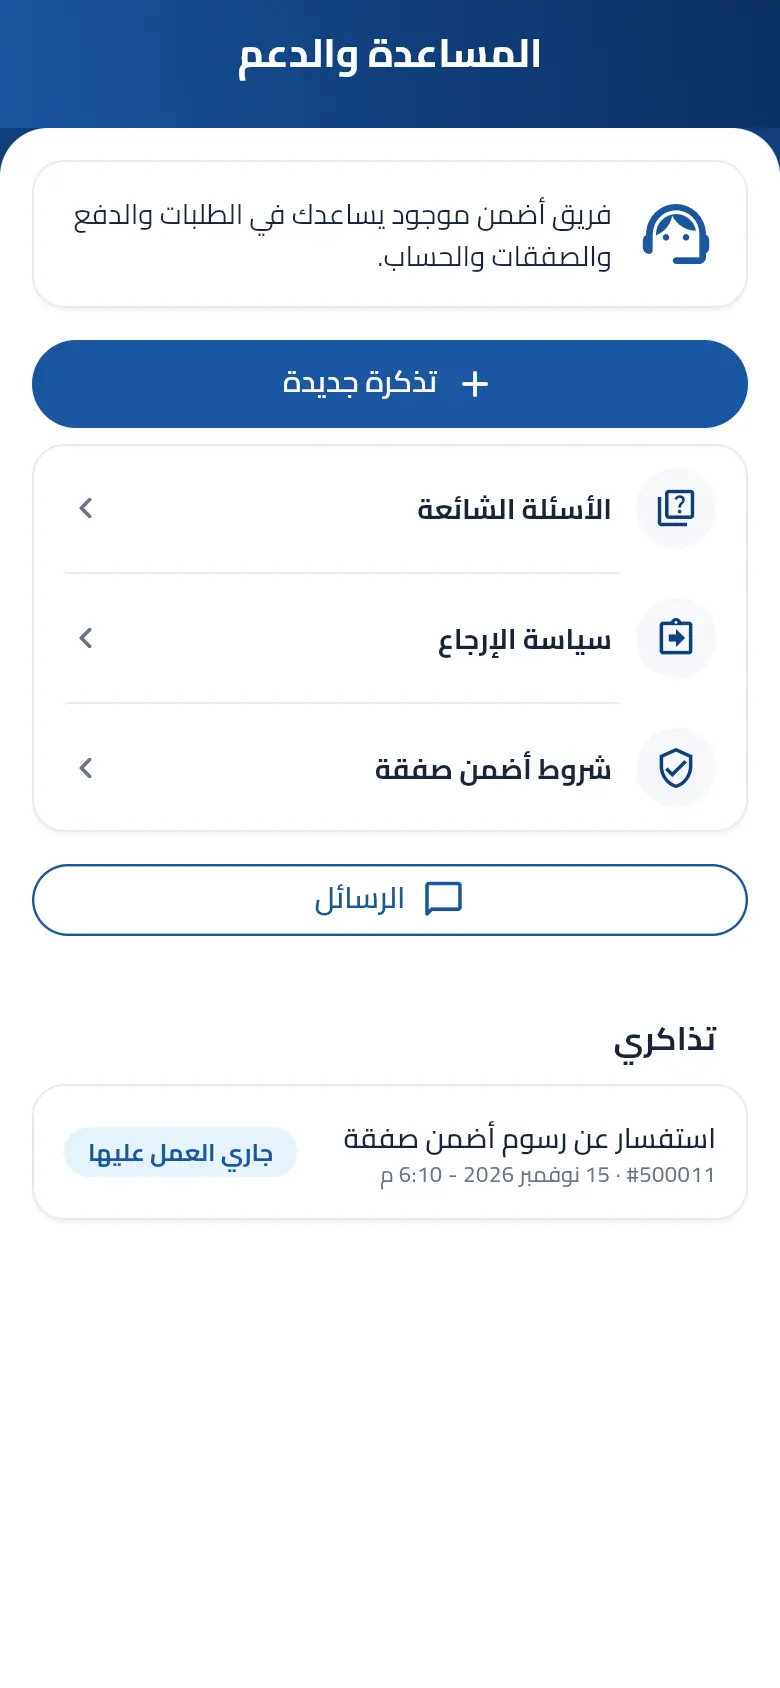 المساعدة والدعم
فريق أضمن موجود يساعدك في الطلبات والدفع
والصفقات والحساب.
تذكرة جديدة
الأسئلة الشائعة
سياسة الإرجاع
شروط أضمن صفقة
الرسائل
تذاكري
استفسار عن رسوم أضمن صفقة
جاري العمل عليها
#500011 · 15 نوفمبر 2026 - 6:10 م